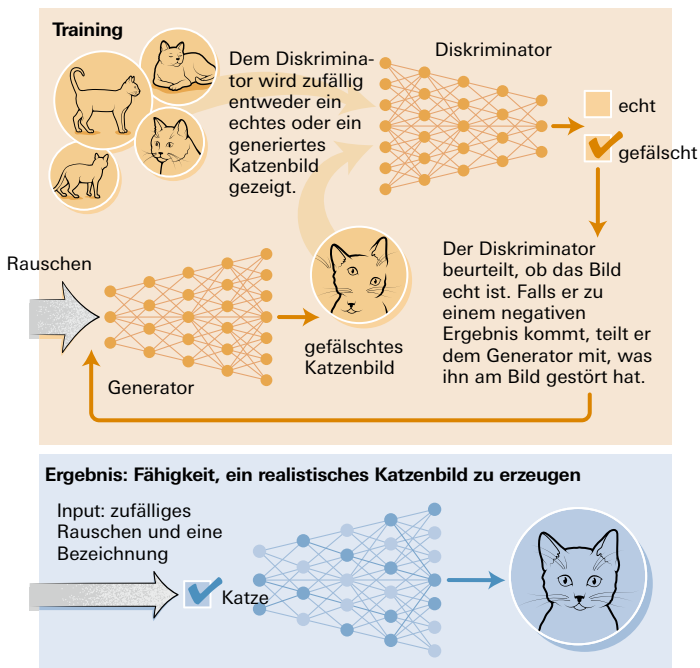 Training
Dem Diskrimina-
tor wird zufällig
entweder ein
echtes oder ein
generiertes
Katzenbild
gezeigt.
Diskriminator
echt
gefälscht
Rauschen
Generator
gefälschtes
Katzenbild
Der Diskriminator
beurteilt, ob das Bild
echt ist. Falls er zu
einem negativen
Ergebnis kommt, teilt er
dem Generator mit, was
ihn am Bild gestört hat.
Ergebnis: Fähigkeit, ein realistisches Katzenbild zu erzeugen
Input: zufälliges
Rauschen und eine
Bezeichnung
Katze